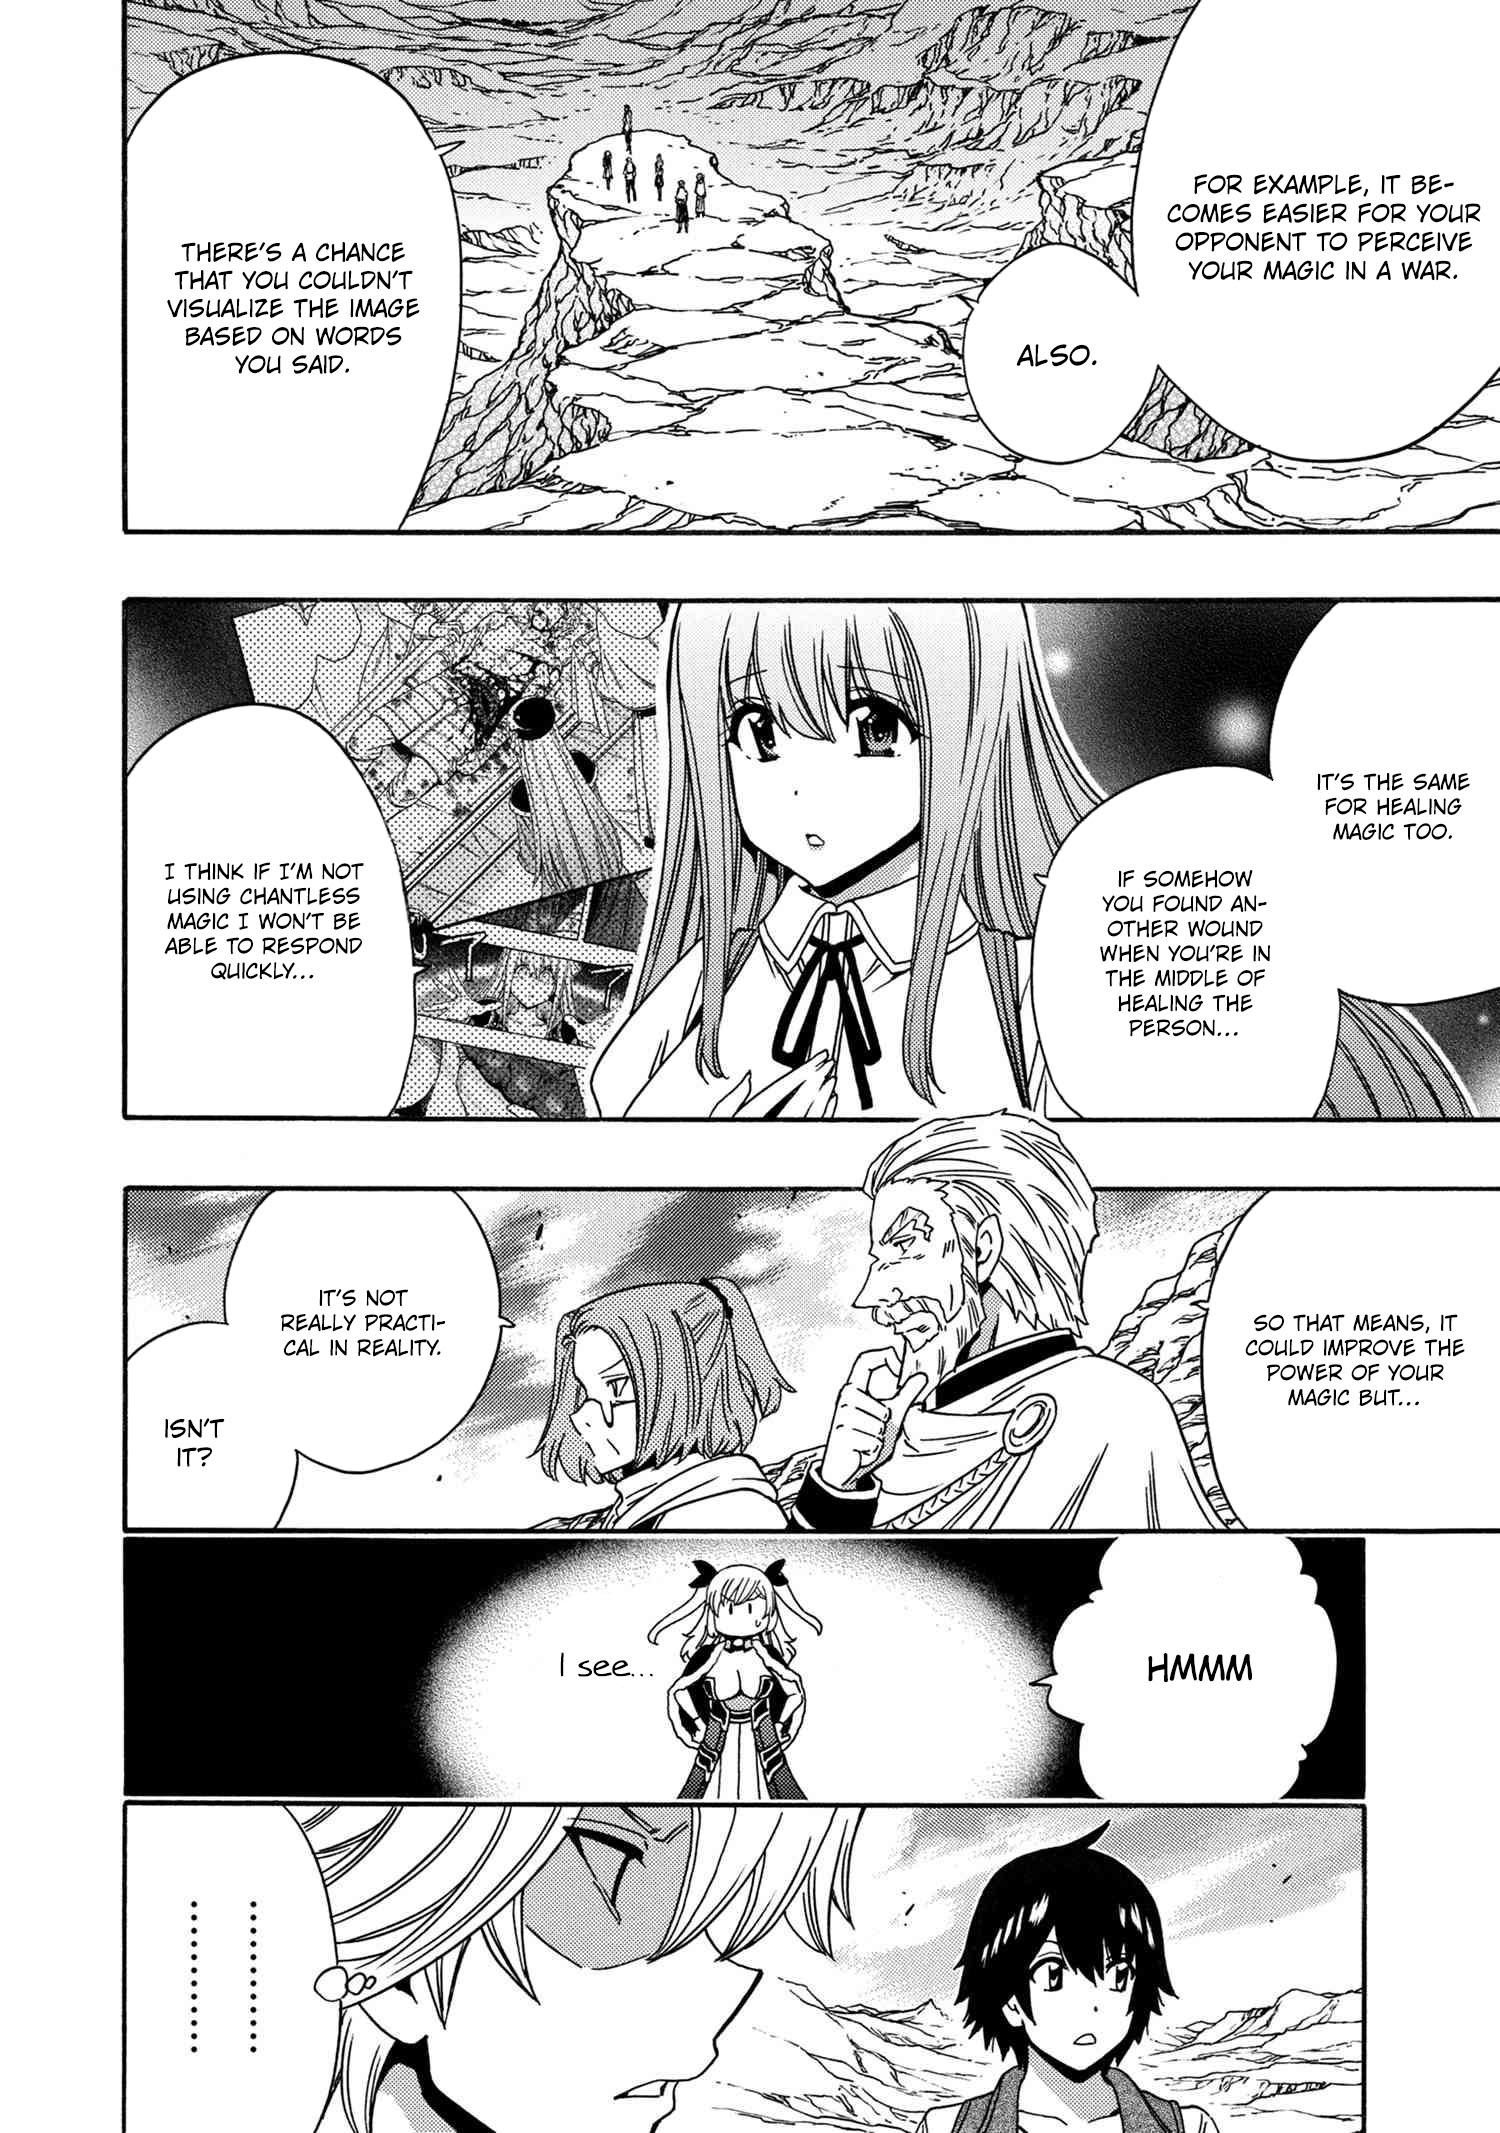 FOR EXAMPLE, IT BE-
COMES EASIER FOR YOUR
OPPONENT TO PERCEIVE
YOUR MAGIC IN A WAR.
ALSO.
THERE'S A CHANCE
THAT YOU COULDN'T
VISUALIZE THE IMAGE
BASED ON WORDS
YOU SAID.
IT'S THE SAME
FOR HEALING
MAGIC TOO.
IF SOMEHOW
YOU FOUND AN-
OTHER WOUND
WHEN YOU'RE IN
THE MIDDLE OF
HEALING THE
PERSON...
I THINK IF I'M NOT
USING CHANTLESS
MAGIC I WON'T BE
ABLE TO RESPOND
QUICKLY...
SO THAT MEANS, IT
COULD IMPROVE THE
POWER OF YOUR
MAGIC BUT...
IT'S NOT
REALLY PRACTI-
CAL IN REALITY.
ISN'T
IT?
HMMM
I see...
.............
.............